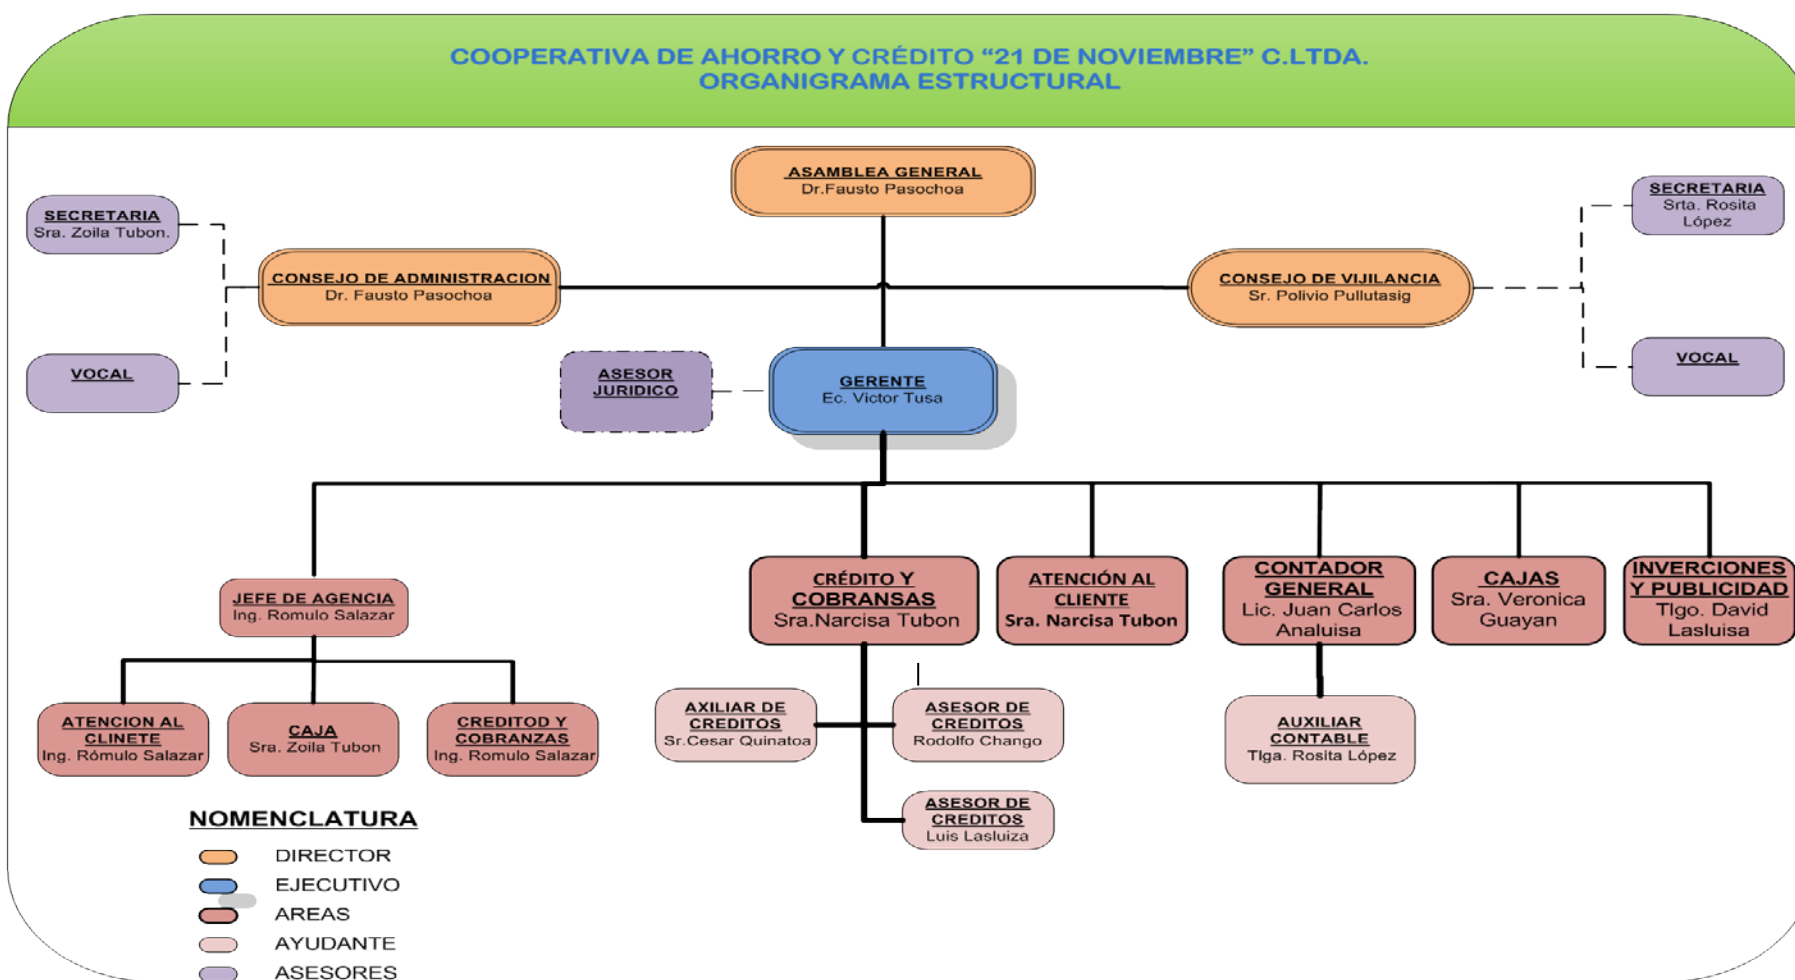 COOPERATIVA DE AHORRO Y CRÉDITO “21 DE NOVIEMBRE” C.LTDA.
ORGANIGRAMA ESTRUCTURAL
ASAMBLEA GENERAL
Dr.Fausto Pasochoa
SECRETARIA
Sra. Zoila Tubon.
SECRETARIA
Srta. Rosita
López
CONSEJO DE ADMINISTRACION
Dr. Fausto Pasochoa
CONSEJO DE VIJILANCIA
Sr. Polivio Pullutasig
VOCAL
ASESOR
JURIDICO
GERENTE
Ec. Victor Tusa
VOCAL
JEFE DE AGENCIA
Ing. Romulo Salazar
CRÉDITO Y
COBRANSAS
Sra.Narcisa Tubon
ATENCIÓN AL
CLIENTE
Sra. Narcisa Tubon
CONTADOR
GENERAL
Lic. Juan Carlos
Analuisa
CAJAS
Sra. Veronica
Guayan
INVERCIONES
Y PUBLICIDAD
Tlgo. David
Lasluisa
ATENCION AL
CLINETE
Ing. Rómulo Salazar
CAJA
Sra. Zoila Tubon
CREDITOD Y
COBRANZAS
Ing. Romulo Salazar
AXILIAR DE
CREDITOS
Sr.Cesar Quinatoa
ASESOR DE
CREDITOS
Rodolfo Chango
AUXILIAR
CONTABLE
Tlga. Rosita López
ASESOR DE
CREDITOS
Luis Lasluiza
NOMENCLATURA
DIRECTOR
EJECUTIVO
AREAS
AYUDANTE
ASESORES